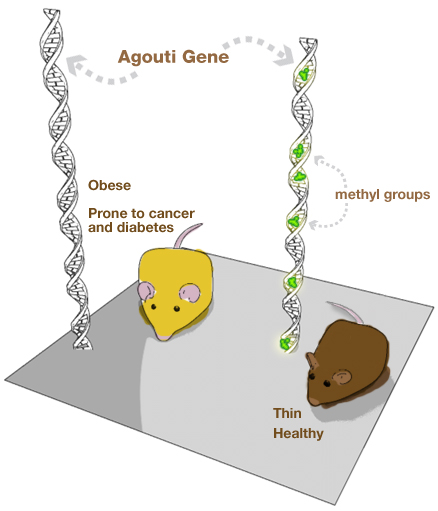 Agouti Gene
Obese
Prone to cancer
and diabetes
methyl groups
Thin
Healthy